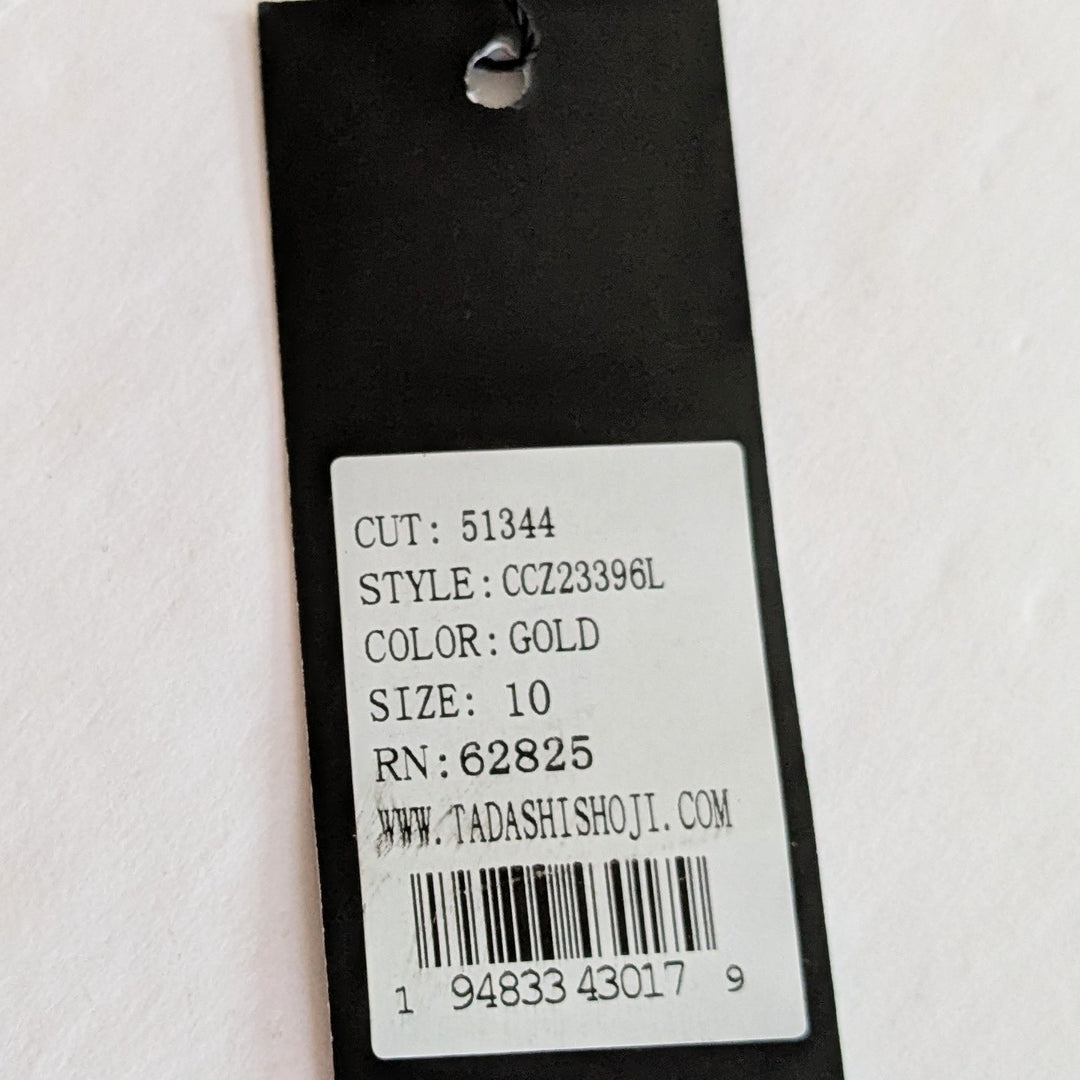 CUT: 51344
STYLE:CCZ23396L
COLOR:GOLD
SIZE: 10
RN:62825
WWW.TADASHISHOJI.COM
1 94833 43017 9